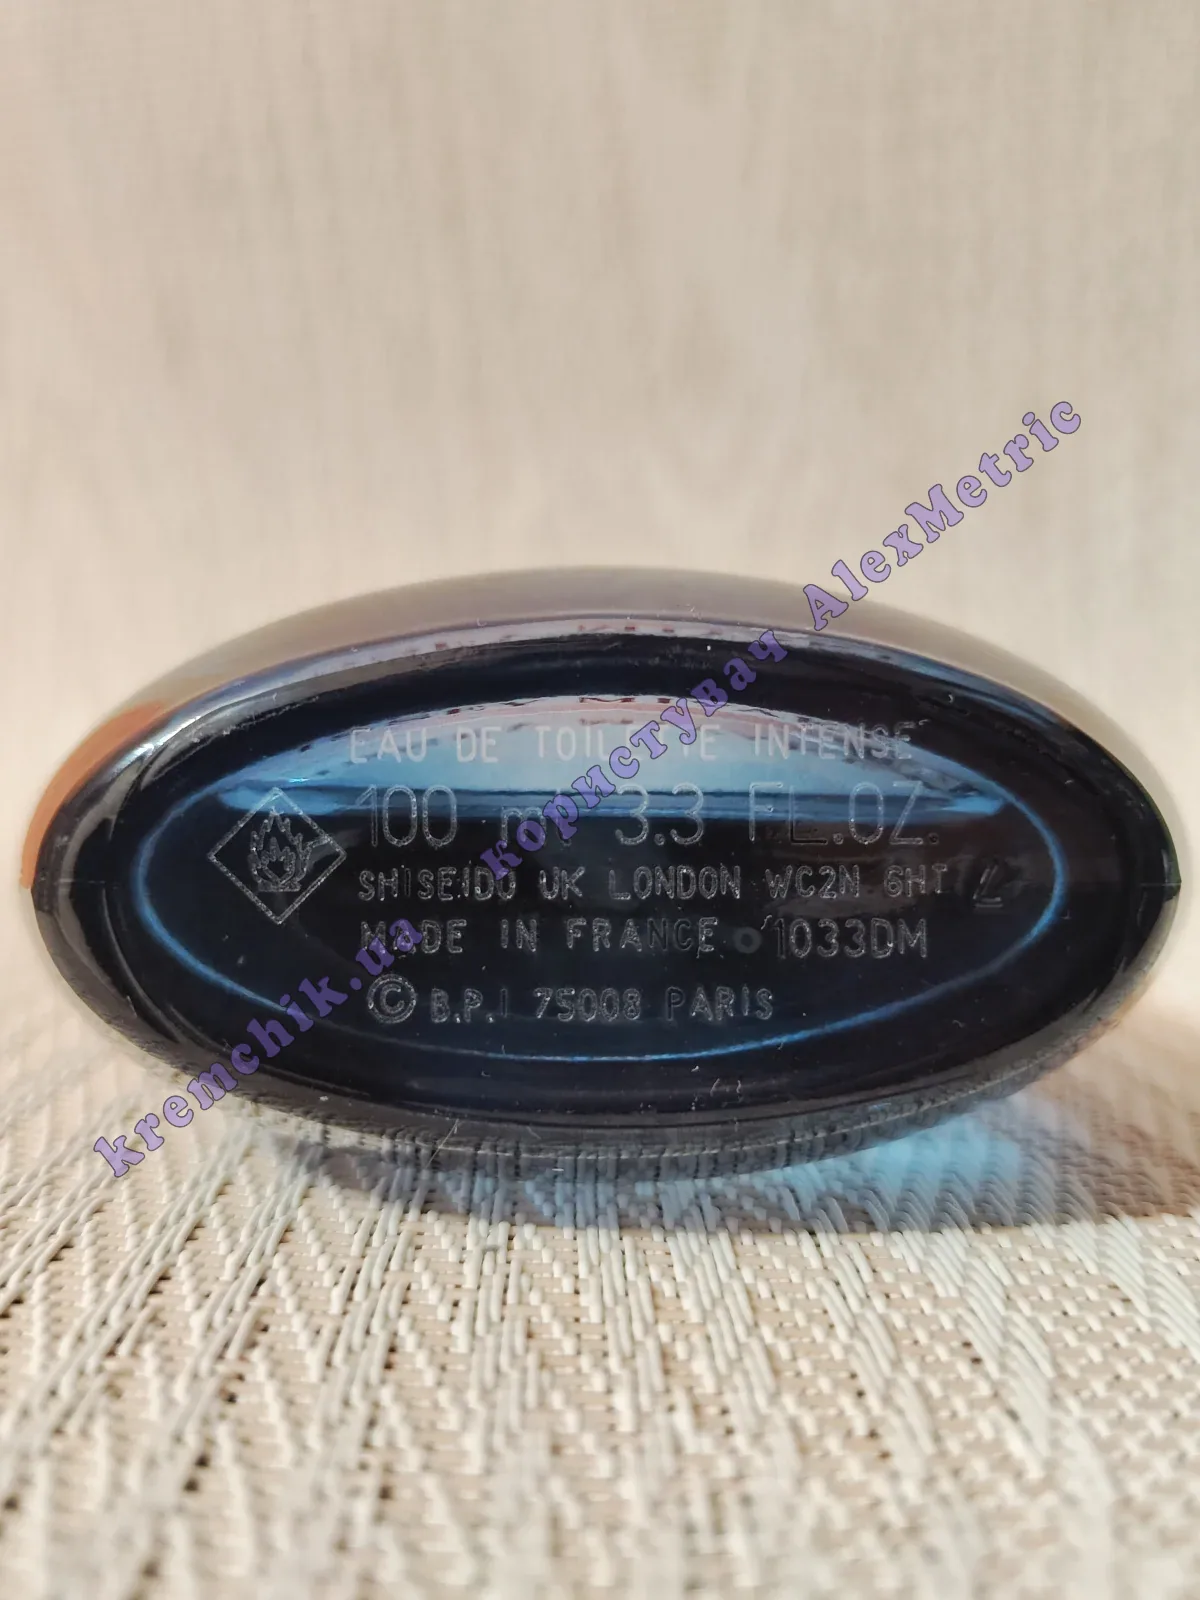 EAU DE TOILETTE INTENSE
100 ml 3.3 FL.OZ.
SHISEIDO UK LONDON WC2N 6HT
MADE IN FRANCE 1033DM
© B.P.I 75008 PARIS
kremchik.ua користувач AlexMetric